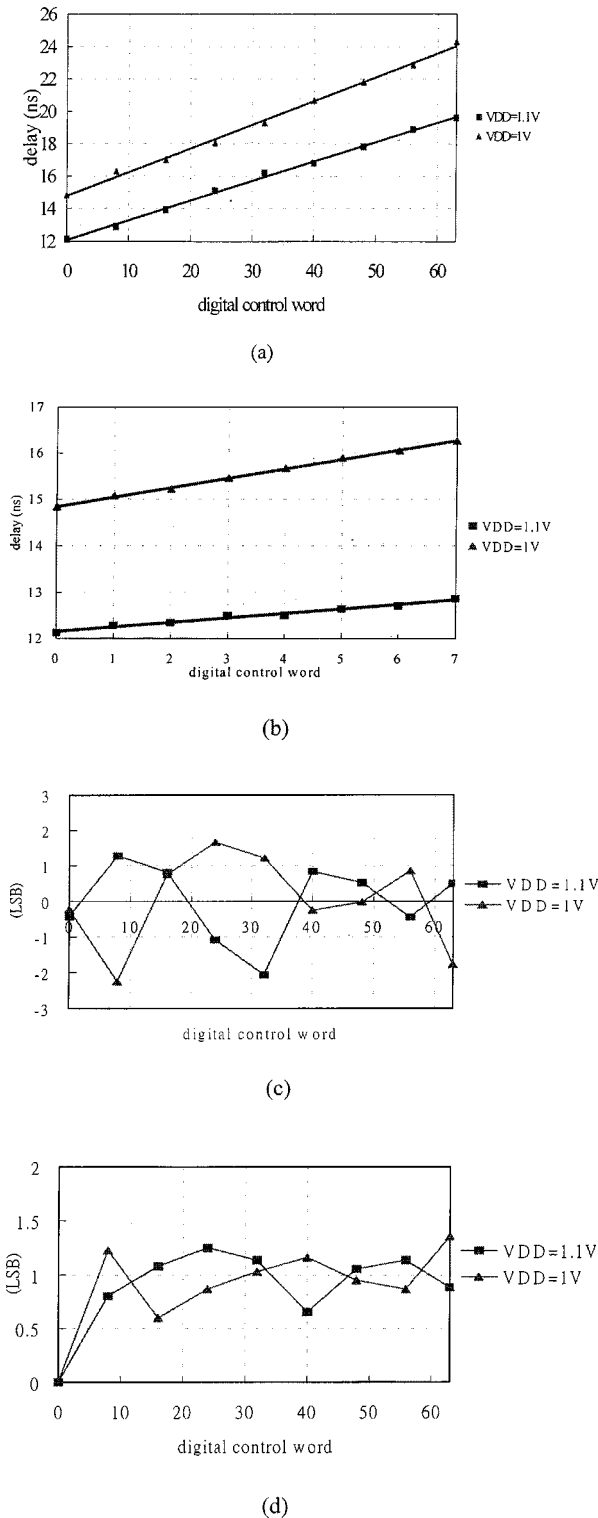 26
24
22
20
18
16
14
12
delay (ns)
0 10 20 30 40 50 60
digital control word
VDD=1.1V
VDD=1V
(a)
17
16
15
14
13
12
delay (ns)
0 1 2 3 4 5 6 7
digital control word
VDD=1.1V
VDD=1V
(b)
3
2
1
0
-1
-2
-3
(LSB)
0 10 20 30 40 50 60
digital control word
VDD=1.1V
VDD=1V
(c)
2
1.5
1
0.5
0
(LSB)
0 10 20 30 40 50 60
digital control word
VDD=1.1V
VDD=1V
(d)